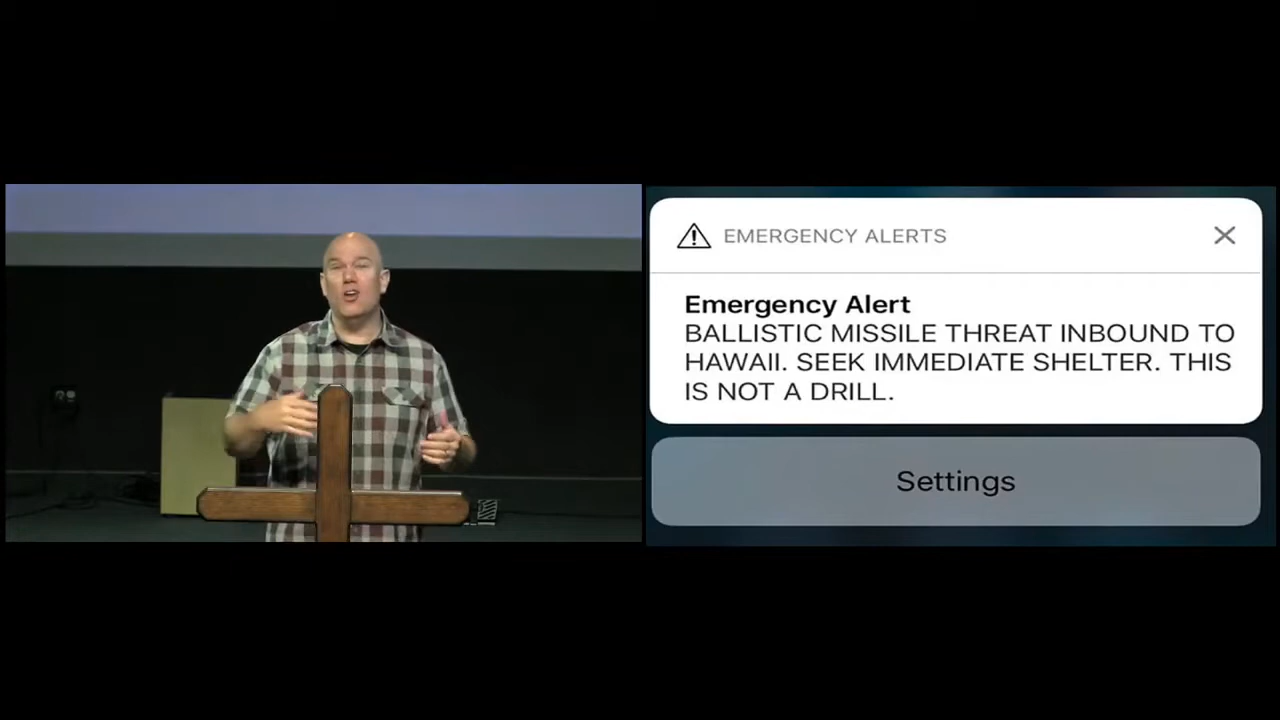 EMERGENCY ALERTS
Emergency Alert
BALLISTIC MISSILE THREAT INBOUND TO
HAWAII. SEEK IMMEDIATE SHELTER. THIS
IS NOT A DRILL.
Settings